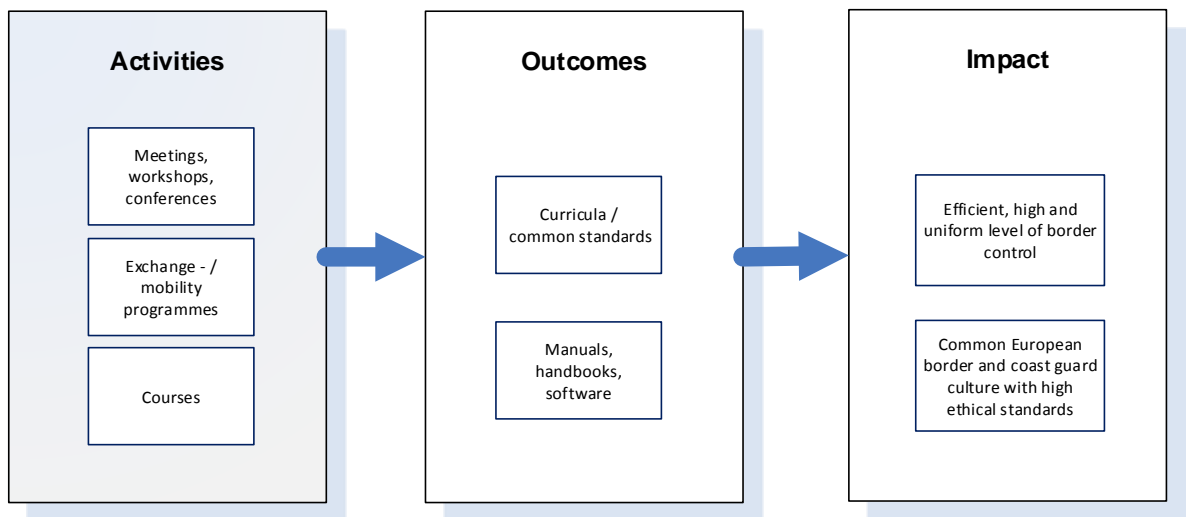 Activities
Meetings,
workshops,
conferences
Exchange - /
mobility
programmes
Courses
Outcomes
Curricula /
common standards
Manuals,
handbooks,
software
Impact
Efficient, high and
uniform level of border
control
Common European
border and coast guard
culture with high
ethical standards